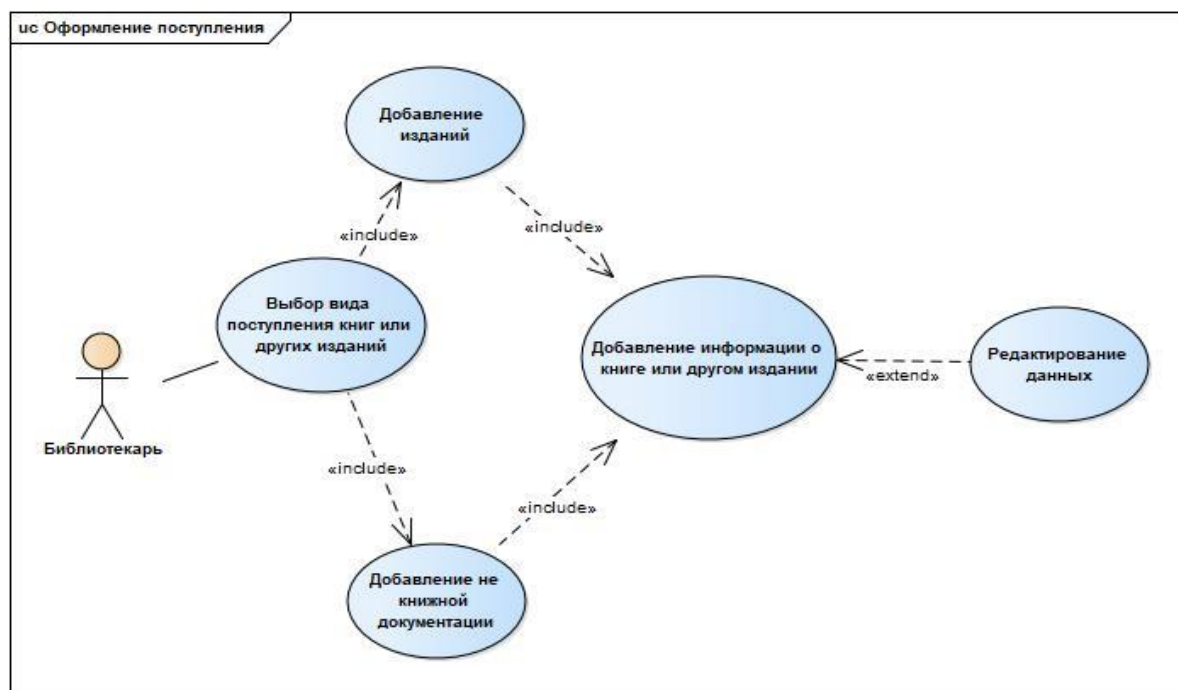 uc Оформление поступления
Добавление
изданий
«include»
«include»
Выбор вида
поступления книг или
других изданий
Добавление информации о
книге или другом издании
«extend»
Редактирование
данных
Библиотекарь
«include»
«include»
Добавление не
книжной
документации